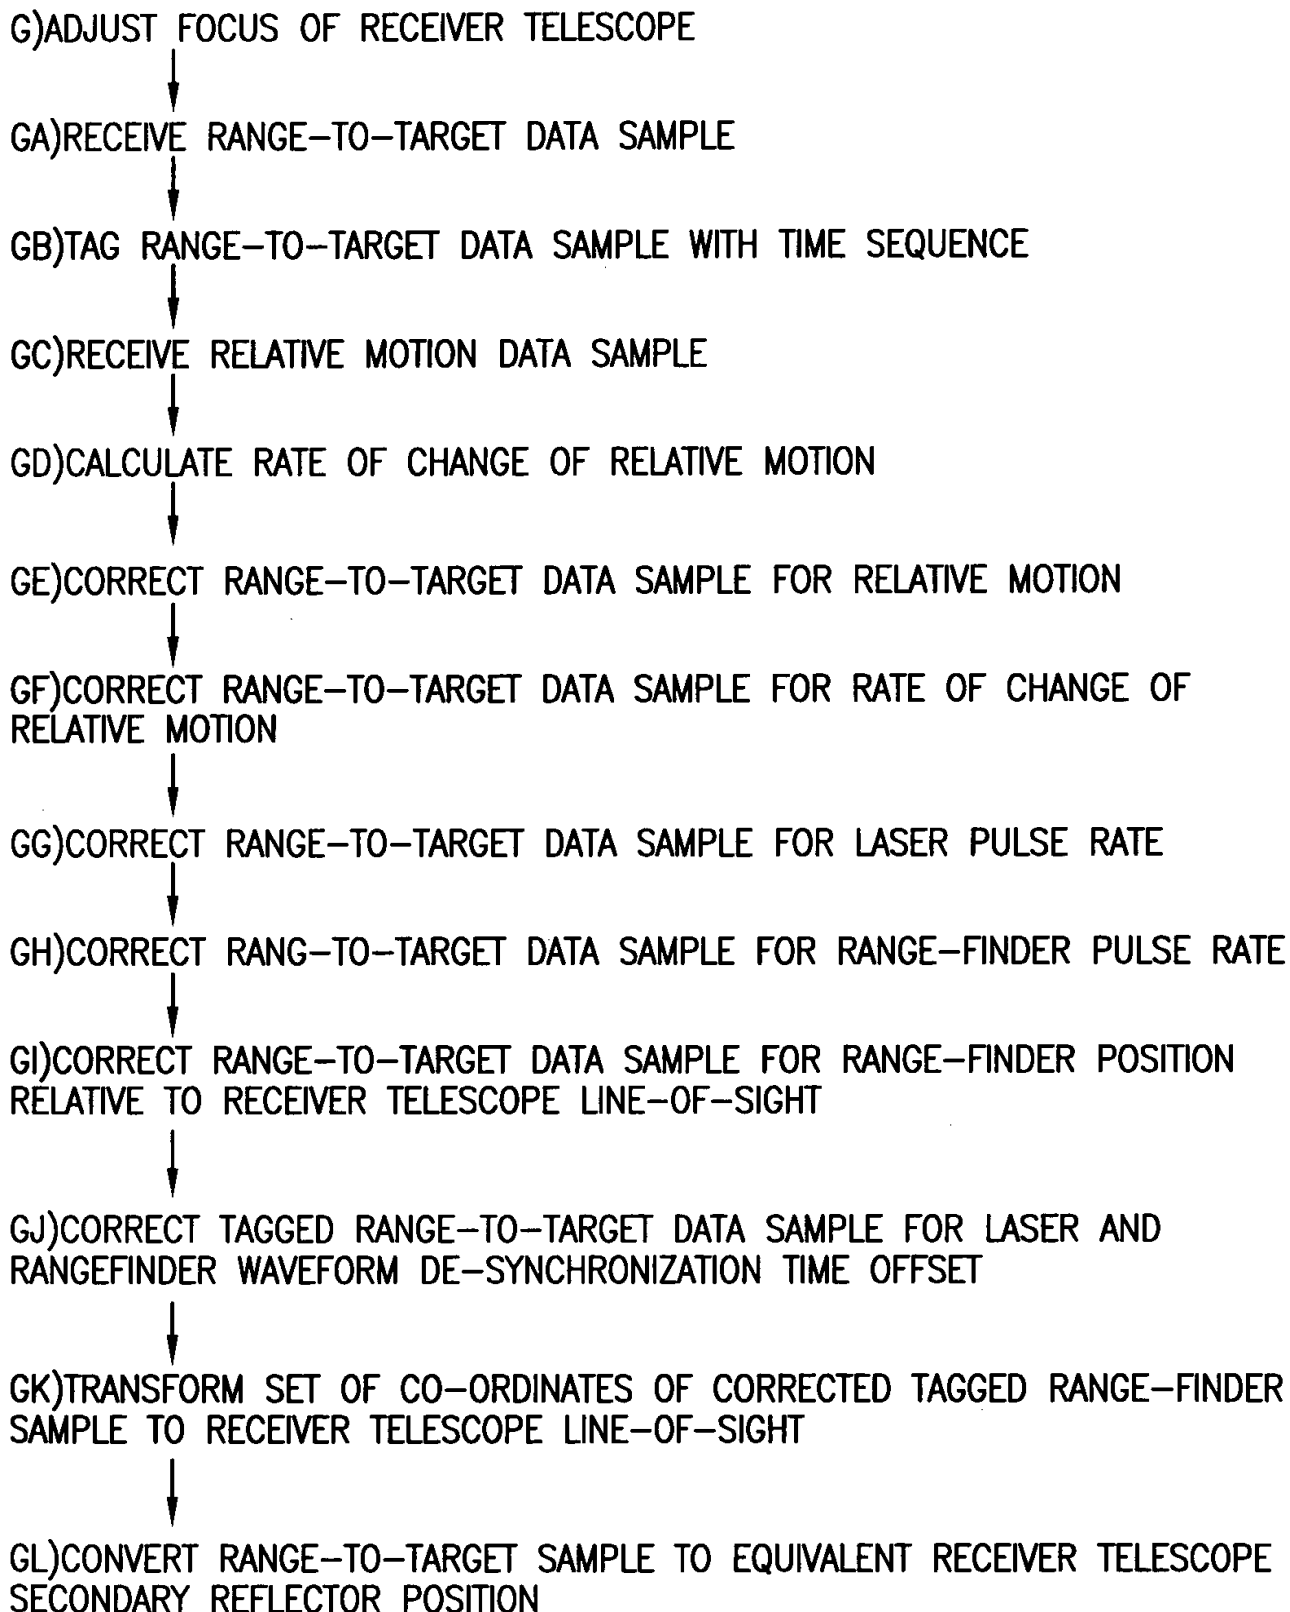 G)ADJUST FOCUS OF RECEIVER TELESCOPE
GA)RECEIVE RANGE-TO-TARGET DATA SAMPLE
GB)TAG RANGE-TO-TARGET DATA SAMPLE WITH TIME SEQUENCE
GC)RECEIVE RELATIVE MOTION DATA SAMPLE
GD)CALCULATE RATE OF CHANGE OF RELATIVE MOTION
GE)CORRECT RANGE-TO-TARGET DATA SAMPLE FOR RELATIVE MOTION
GF)CORRECT RANGE-TO-TARGET DATA SAMPLE FOR RATE OF CHANGE OF
RELATIVE MOTION
GG)CORRECT RANGE-TO-TARGET DATA SAMPLE FOR LASER PULSE RATE
GH)CORRECT RANG-TO-TARGET DATA SAMPLE FOR RANGE-FINDER PULSE RATE
GI)CORRECT RANGE-TO-TARGET DATA SAMPLE FOR RANGE-FINDER POSITION
RELATIVE TO RECEIVER TELESCOPE LINE-OF-SIGHT
GJ)CORRECT TAGGED RANGE-TO-TARGET DATA SAMPLE FOR LASER AND
RANGEFINDER WAVEFORM DE-SYNCHRONIZATION TIME OFFSET
GK)TRANSFORM SET OF CO-ORDINATES OF CORRECTED TAGGED RANGE-FINDER
SAMPLE TO RECEIVER TELESCOPE LINE-OF-SIGHT
GL)CONVERT RANGE-TO-TARGET SAMPLE TO EQUIVALENT RECEIVER TELESCOPE
SECONDARY REFLECTOR POSITION